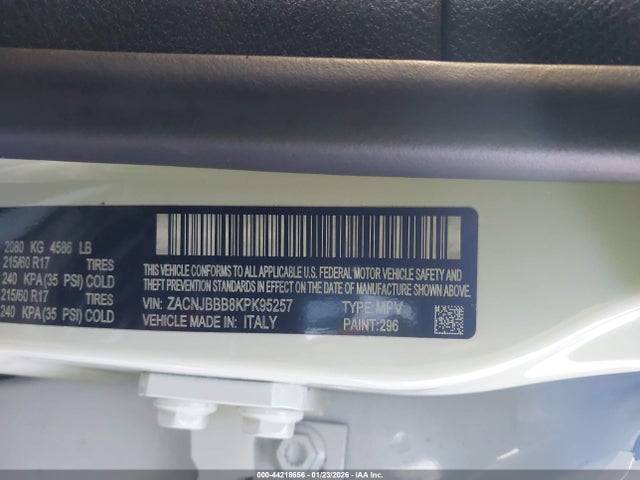 2080 KG 4586 LB
215/60 R17 TIRES
240 KPA(35 PSI) COLD
215/60 R17 TIRES
240 KPA(35 PSI) COLD
THIS VEHICLE CONFORMS TO ALL APPLICABLE U.S. FEDERAL MOTOR VEHICLE SAFETY AND
THEFT PREVENTION STANDARDS IN EFFECT ON THE DATE OF MANUFACTURE SHOWN ABOVE
VIN: ZACNJBBB8KPK95257 TYPE: MPV
VEHICLE MADE IN: ITALY PAINT:296
000-44218656 - 01/23/2026 - IAAI.COM